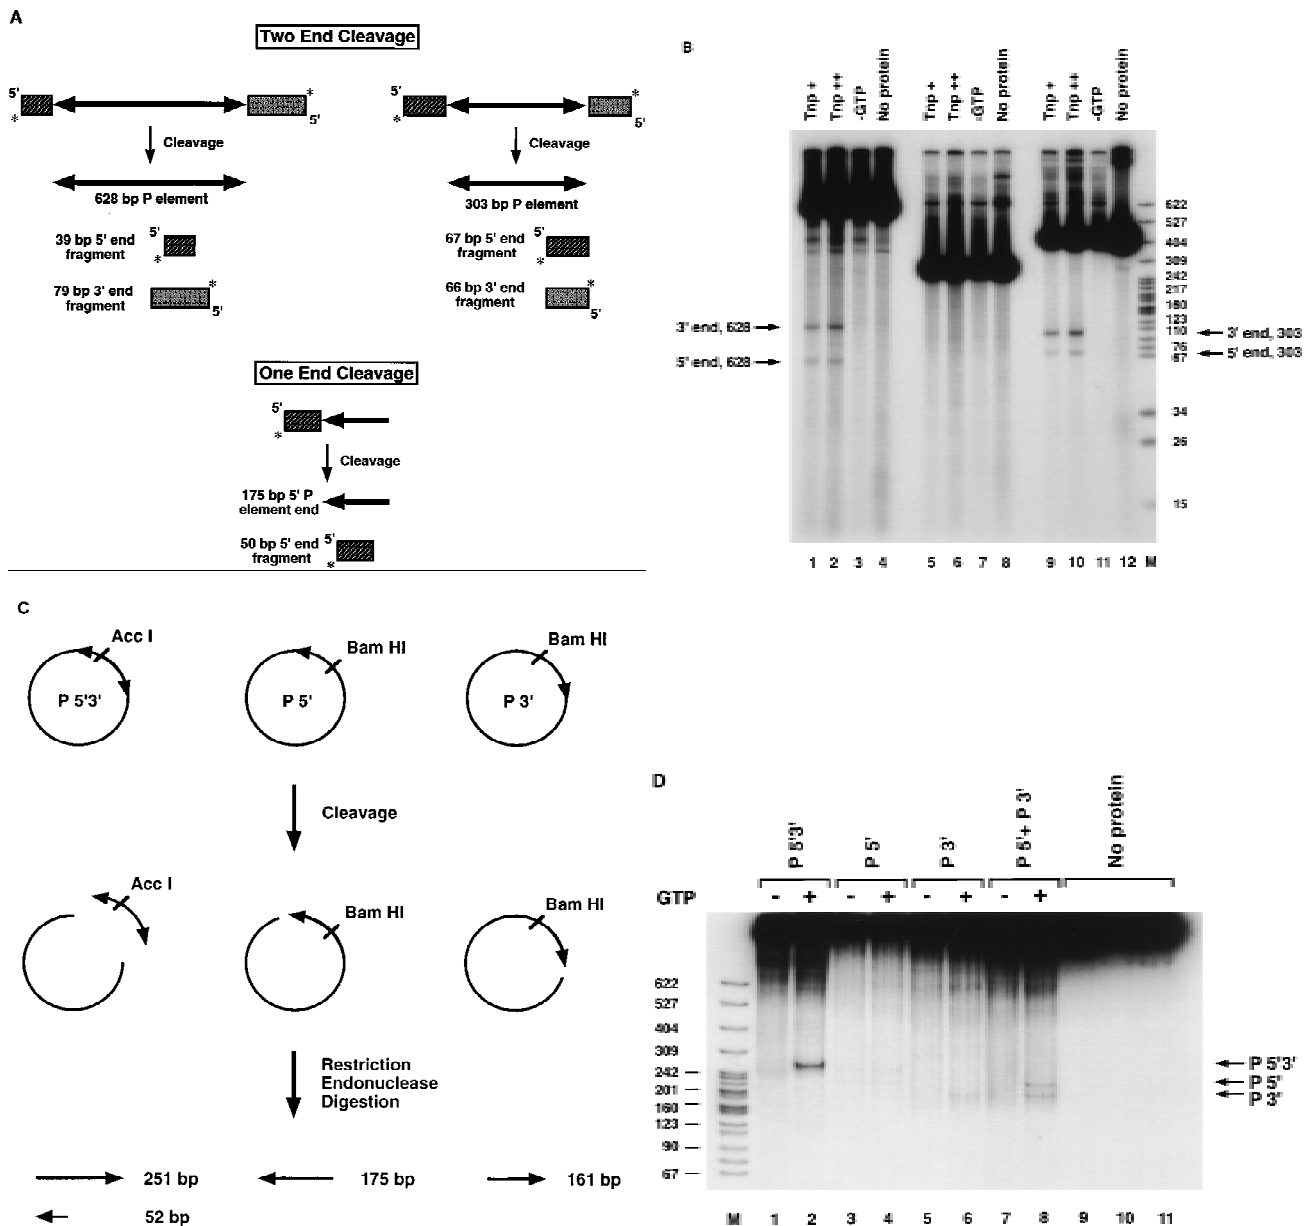 A
Two End Cleavage
5' * * 5'
5' * * 5'
Cleavage
Cleavage
628 bp P element
303 bp P element
39 bp 5' end fragment
5' *
67 bp 5' end fragment
5' *
79 bp 3' end fragment
* 5'
66 bp 3' end fragment
* 5'
One End Cleavage
5' *
Cleavage
175 bp 5' P element end
50 bp 5' end fragment
5' *
B
Tnp + Tnp ++ -GTP No protein Tnp + Tnp ++ -GTP No protein Tnp + Tnp ++ -GTP No protein
622
527
404
309
242
217
190
123
110
76
67
34
26
15
3' end, 628
5' end, 628
3' end, 303
5' end, 303
1 2 3 4 5 6 7 8 9 10 11 12 M
C
Acc I
Bam HI
Bam HI
P 5'3'
P 5'
P 3'
Cleavage
Acc I
Bam HI
Bam HI
Restriction
Endonuclease
Digestion
251 bp
175 bp
161 bp
52 bp
D
P 5'3' P 5' P 3' P 5'+ P 3' No protein
GTP - + - + - + - +
622
527
404
309
242
201
160
123
90
67
P 5'3'
P 5'
P 3'
M 1 2 3 4 5 6 7 8 9 10 11